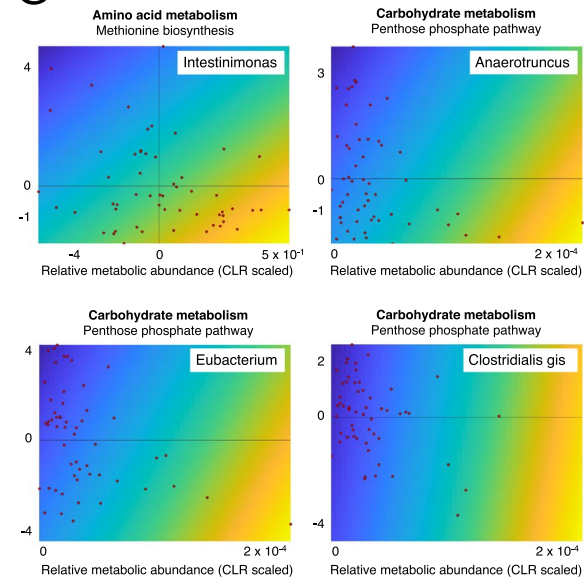 Amino acid metabolism
Methionine biosynthesis
Intestinimonas
4
0
-1
-4
0
5 x 10-1
Relative metabolic abundance (CLR scaled)
Carbohydrate metabolism
Penthose phosphate pathway
Anaerotruncus
3
0
-1
0
2 x 10-4
Relative metabolic abundance (CLR scaled)
Carbohydrate metabolism
Penthose phosphate pathway
Eubacterium
4
0
-4
0
2 x 10-4
Relative metabolic abundance (CLR scaled)
Carbohydrate metabolism
Penthose phosphate pathway
Clostridialis gis
2
0
-4
0
2 x 10-4
Relative metabolic abundance (CLR scaled)